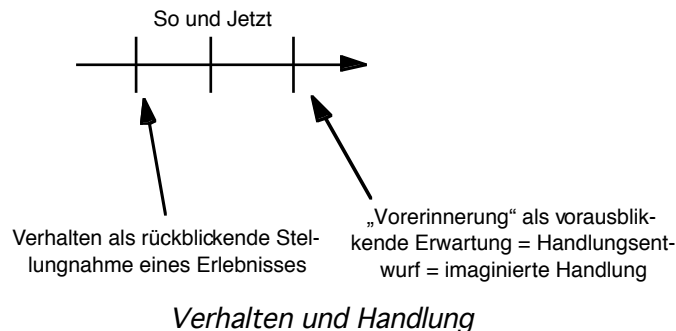 So und Jetzt
Verhalten als rückblickende Stel-
lungnahme eines Erlebnisses
„Vorerinnerung“ als vorausblik-
kende Erwartung = Handlungsent-
wurf = imaginierte Handlung
Verhalten und Handlung